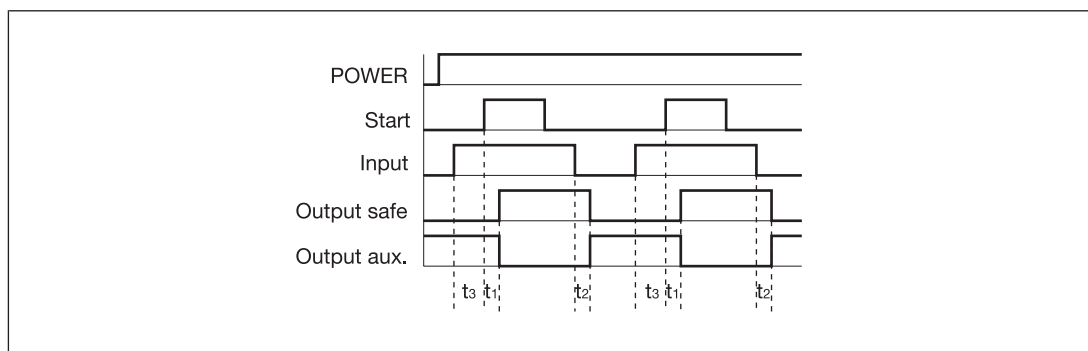 POWER
Start
Input
Output safe
Output aux.
t3 t1 t2 t3 t1 t2